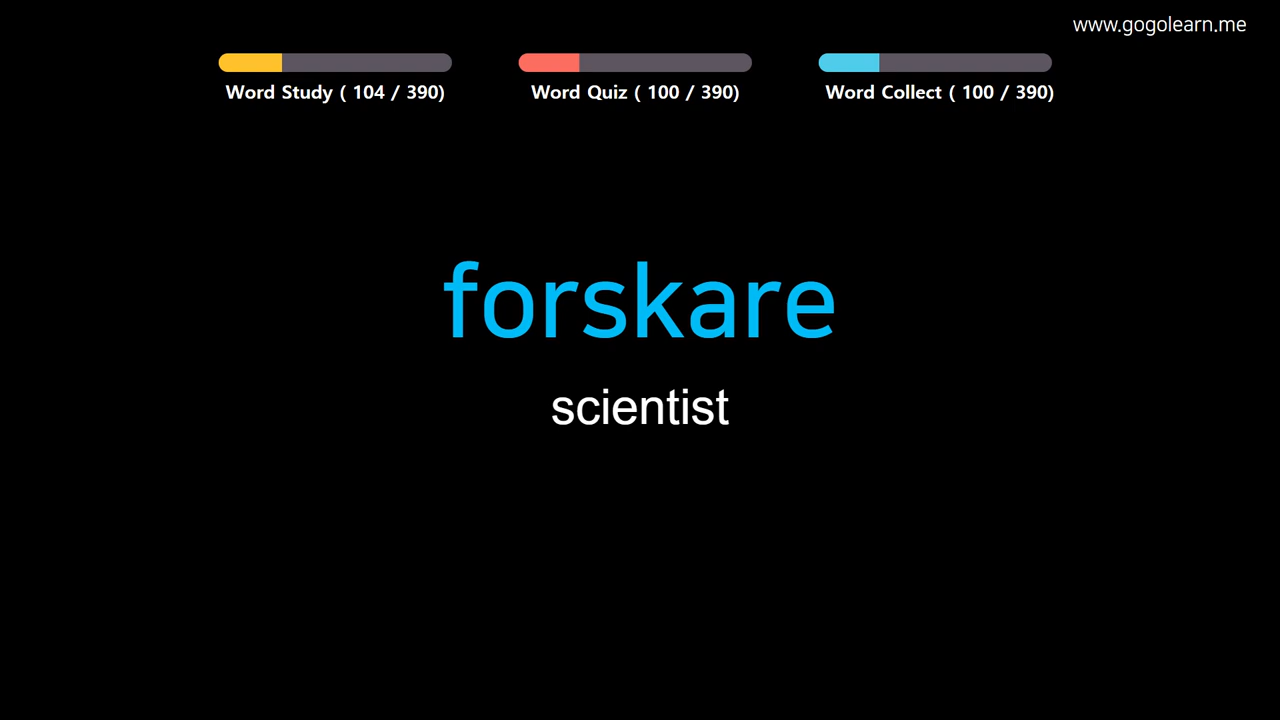 www.gogolearn.me
Word Study ( 104 / 390)
Word Quiz ( 100 / 390)
Word Collect ( 100 / 390)
forskare
scientist